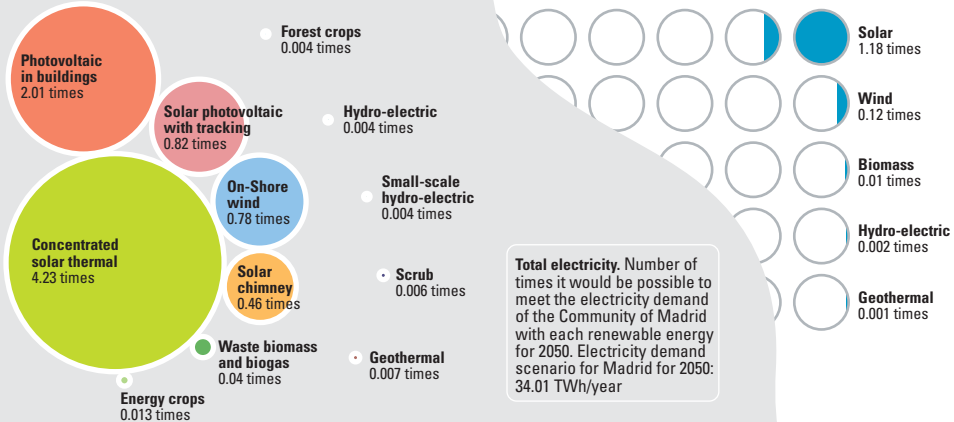 Forest crops
0.004 times
Photovoltaic
in buildings
2.01 times
Solar photovoltaic
with tracking
0.82 times
Hydro-electric
0.004 times
On-Shore
wind
0.78 times
Small-scale
hydro-electric
0.004 times
Concentrated
solar thermal
4.23 times
Solar
chimney
0.46 times
Scrub
0.006 times
Waste biomass
and biogas
0.04 times
Geothermal
0.007 times
Energy crops
0.013 times
Total electricity. Number of
times it would be possible to
meet the electricity demand
of the Community of Madrid
with each renewable energy
for 2050. Electricity demand
scenario for Madrid for 2050:
34.01 TWh/year
Solar
1.18 times
Wind
0.12 times
Biomass
0.01 times
Hydro-electric
0.002 times
Geothermal
0.001 times